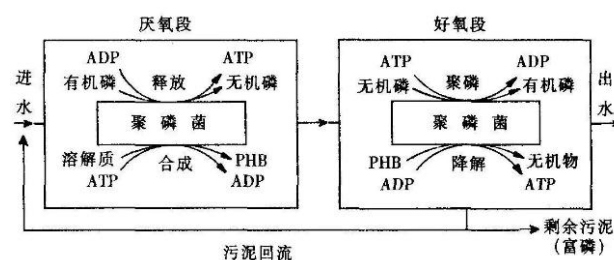 厌氧段
好氧段
进
水
ADP
ATP
有机磷
释放
无机磷
聚磷菌
溶解质
合成
PHB
ATP
ADP
ATP
ADP
无机磷
聚磷
有机磷
聚磷菌
PHB
降解
无机物
ADP
ATP
出
水
污泥回流
剩余污泥
(富磷)